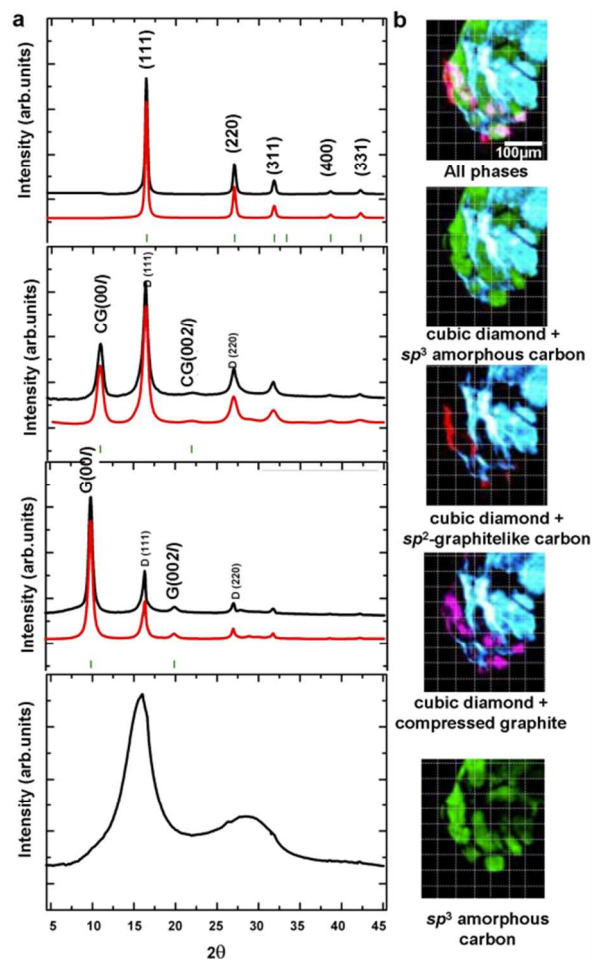 a
b
Intensity (arb.units)
(111)
(220)
(311)
(400)
(331)
100µm
All phases
Intensity (arb.units)
CG(00l)
D (111)
CG(002l)
D (220)
cubic diamond +
sp³ amorphous carbon
Intensity (arb.units)
G(00l)
D (111)
G(002l)
D (220)
cubic diamond +
sp²-graphitelike carbon
cubic diamond +
compressed graphite
Intensity (arb.units)
5 10 15 20 25 30 35 40 45
2θ
sp³ amorphous
carbon